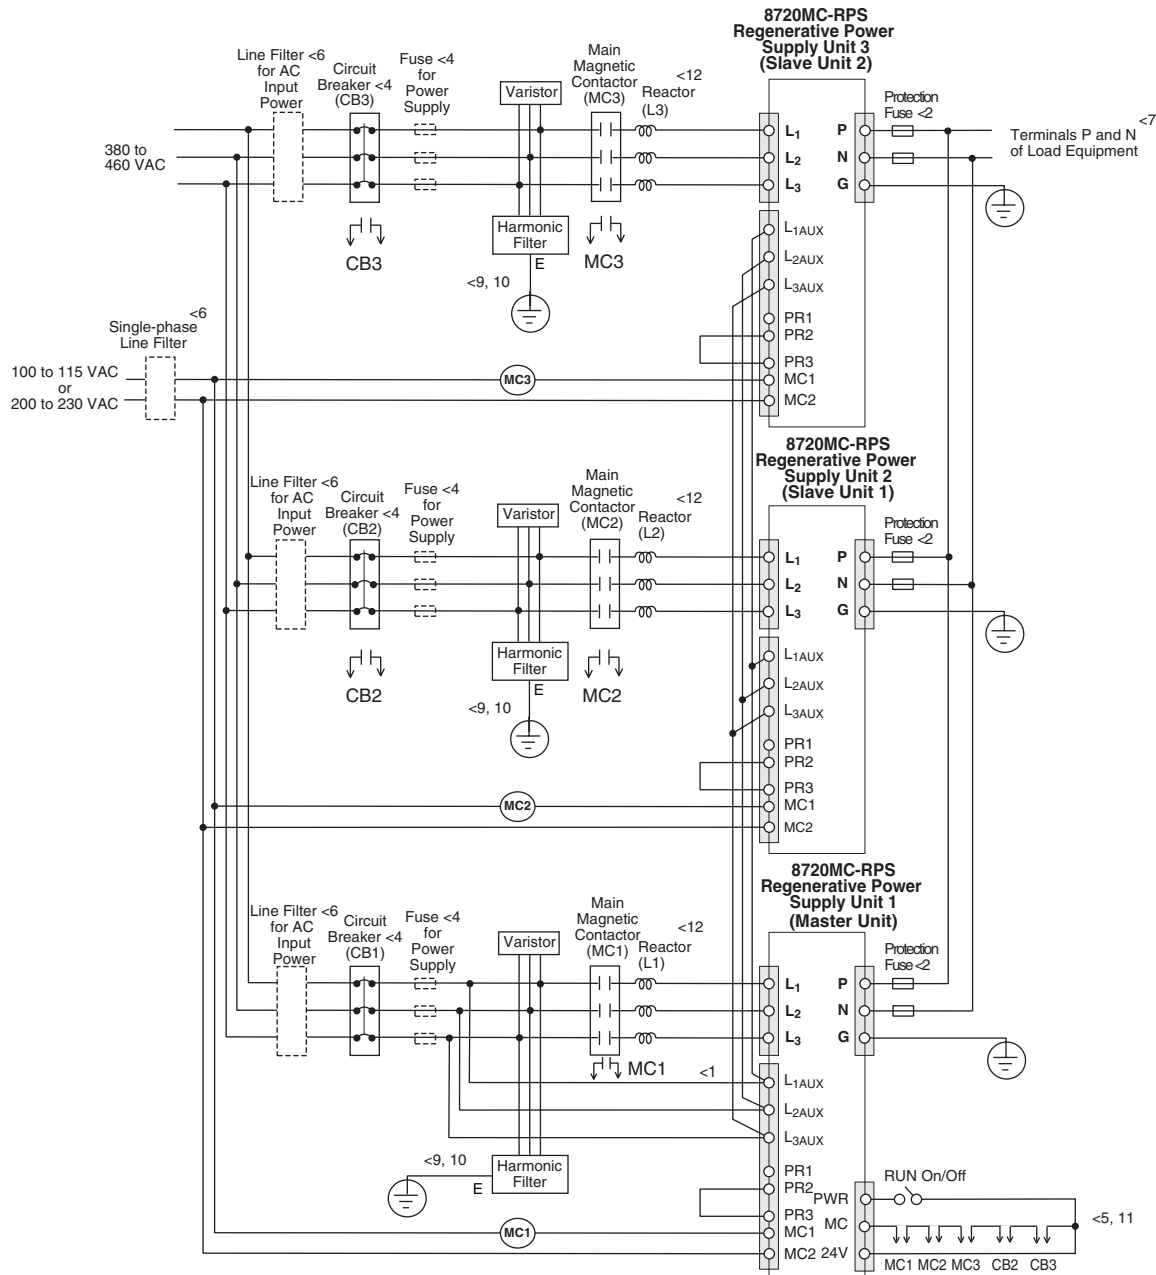 8720MC-RPS
Regenerative Power
Supply Unit 3
(Slave Unit 2)
Line Filter <6
for AC
Input
Power
Circuit
Breaker <4
(CB3)
Fuse <4
for
Power
Supply
Varistor
Main
Magnetic
Contactor
(MC3)
<12
Reactor
(L3)
Protection
Fuse <2
<7
Terminals P and N
of Load Equipment
380 to
460 VAC
L1
L2
L3
P
N
G
CB3
Harmonic
Filter
E
<9, 10
MC3
L1AUX
L2AUX
L3AUX
PR1
PR2
PR3
MC1
MC2
<6
Single-phase
Line Filter
100 to 115 VAC
or
200 to 230 VAC
MC3
8720MC-RPS
Regenerative Power
Supply Unit 2
(Slave Unit 1)
Line Filter <6
for AC
Input
Power
Circuit
Breaker <4
(CB2)
Fuse <4
for
Power
Supply
Varistor
Main
Magnetic
Contactor
(MC2)
<12
Reactor
(L2)
Protection
Fuse <2
L1
L2
L3
P
N
G
CB2
Harmonic
Filter
E
<9, 10
MC2
L1AUX
L2AUX
L3AUX
PR1
PR2
PR3
MC1
MC2
MC2
8720MC-RPS
Regenerative Power
Supply Unit 1
(Master Unit)
Line Filter <6
for AC
Input
Power
Circuit
Breaker <4
(CB1)
Fuse <4
for
Power
Supply
Varistor
Main
Magnetic
Contactor
(MC1)
<12
Reactor
(L1)
Protection
Fuse <2
L1
L2
L3
P
N
G
MC1
<1
L1AUX
L2AUX
L3AUX
<9, 10
E
Harmonic
Filter
PR1
PR2
PR3
MC1
MC2
MC1
PWR
MC
24V
RUN On/Off
<5, 11
MC1 MC2 MC3 CB2 CB3